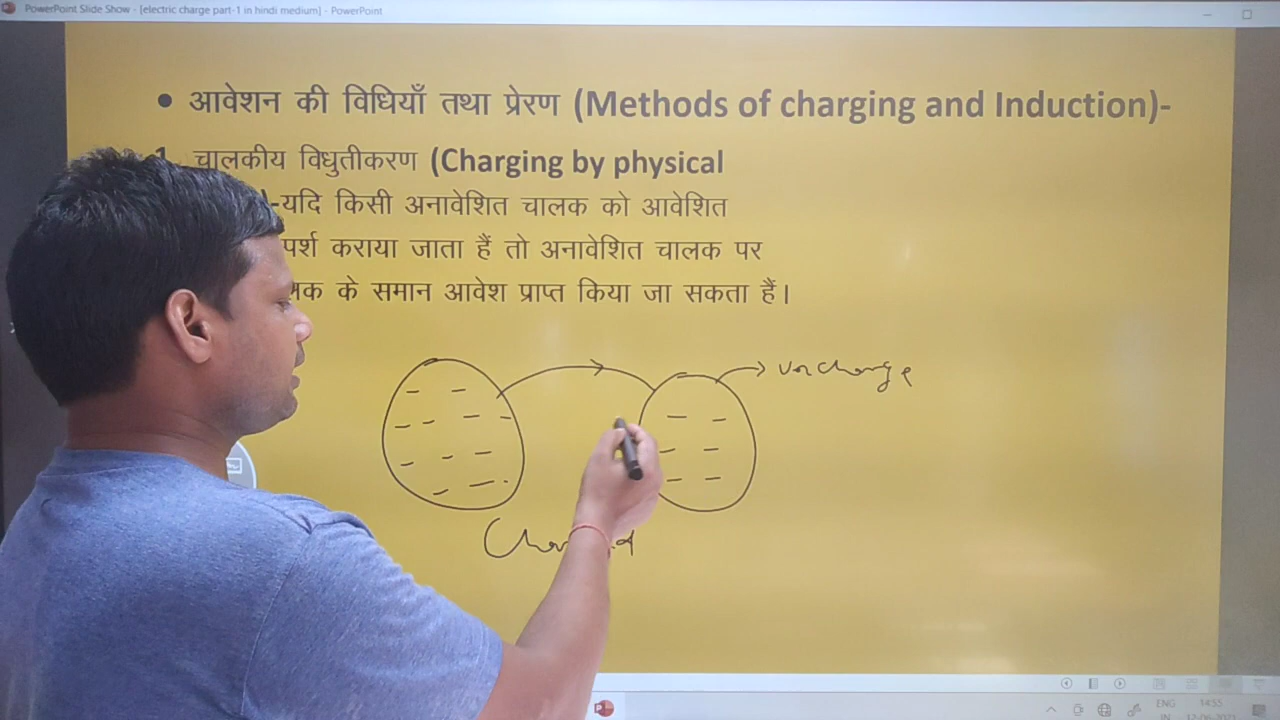 PowerPoint Slide Show - [electric charge part-1 in hindi medium] - PowerPoint
• आवेशन की विधियाँ तथा प्रेरण (Methods of charging and Induction)-
चालकीय विधुतीकरण (Charging by physical
-यदि किसी अनावेशित चालक को आवेशित
कराया जाता हैं तो अनावेशित चालक पर
के समान आवेश प्राप्त किया जा सकता हैं।
uncharge
ENG
14:55
IN